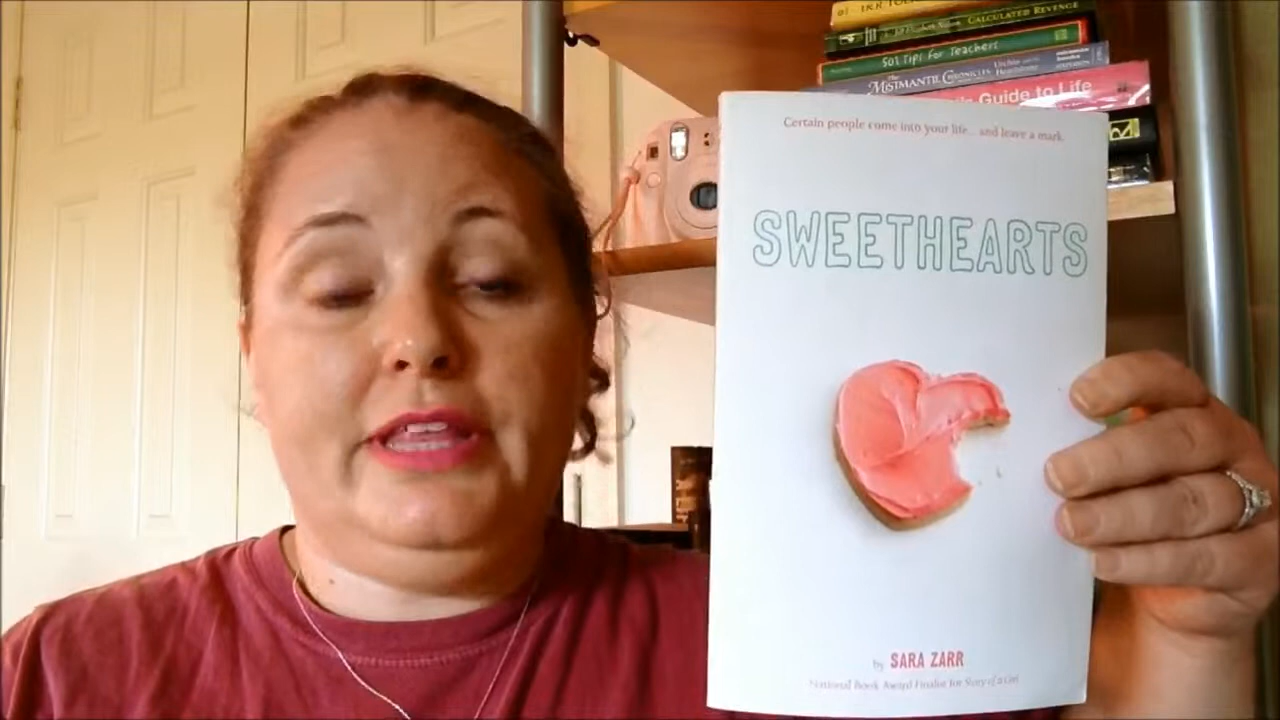 J.R.R. TOLK
CALCULATED REVENGE
501 Tips for Teachers
The MISTMANTLE CHRONICLES
Guide to Life
Certain people come into your life... and leave a mark.
SWEETHEARTS
by SARA ZARR
National Book Award Finalist for Story of a Girl